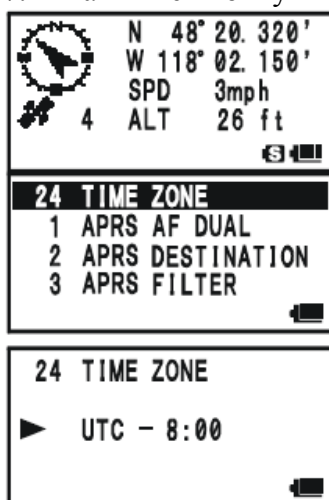 N 48° 20. 320'
W 118° 02. 150'
SPD 3mph
4 ALT 26 ft
S
24 TIME ZONE
1 APRS AF DUAL
2 APRS DESTINATION
3 APRS FILTER
24 TIME ZONE
UTC - 8:00